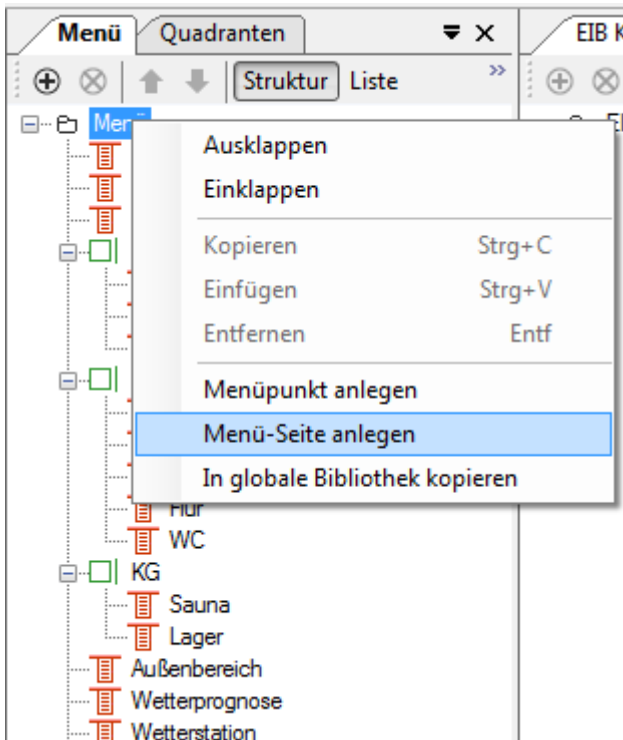 Menü Quadranten EIB
Struktur Liste
Menü
Ausklappen
Einklappen
Kopieren Strg+C
Einfügen Strg+V
Entfernen Entf
Menüpunkt anlegen
Menü-Seite anlegen
In globale Bibliothek kopieren
Flur
WC
KG
Sauna
Lager
Außenbereich
Wetterprognose
Wetterstation